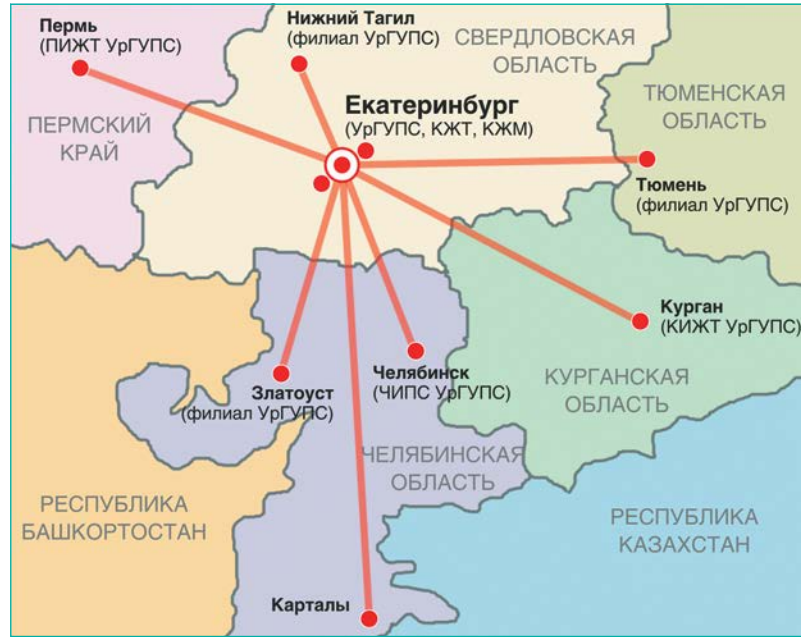 Пермь
(ПИЖТ УрГУПС)
Нижний Тагил
(филиал УрГУПС)
СВЕРДЛОВСКАЯ
ОБЛАСТЬ
ТЮМЕНСКАЯ
ОБЛАСТЬ
ПЕРМСКИЙ
КРАЙ
Екатеринбург
(УрГУПС, КЖТ, КЖМ)
Тюмень
(филиал УрГУПС)
Курган
(КИЖТ УрГУПС)
Златоуст
(филиал УрГУПС)
Челябинск
(ЧИПС УрГУПС)
КУРГАНСКАЯ
ОБЛАСТЬ
ЧЕЛЯБИНСКАЯ
ОБЛАСТЬ
РЕСПУБЛИКА
БАШКОРТОСТАН
РЕСПУБЛИКА
КАЗАХСТАН
Карталы